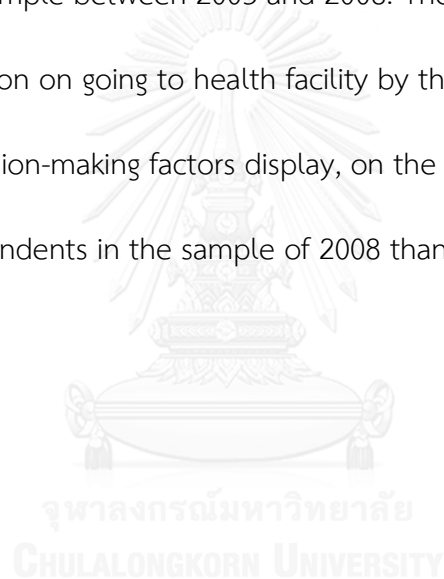 mple between 2003 and 2008. The
on on going to health facility by th
ion-making factors display, on the
ndents in the sample of 2008 than
จุฬาลงกรณ์มหาวิทยาลัย
CHULALONGKORN UNIVERSITY